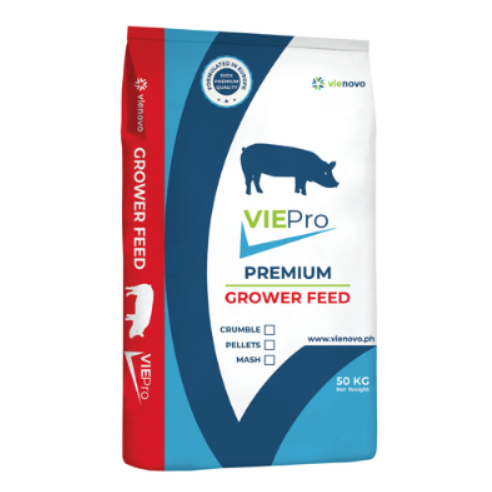 vienovo
GROWER FEED
VIEPro
FORMULATED IN EUROPE
100%
PREMIUM
QUALITY
vienovo
VIEPro
PREMIUM
GROWER FEED
CRUMBLE
PELLETS
MASH
www.vienovo.ph
50 KG
Net Weight